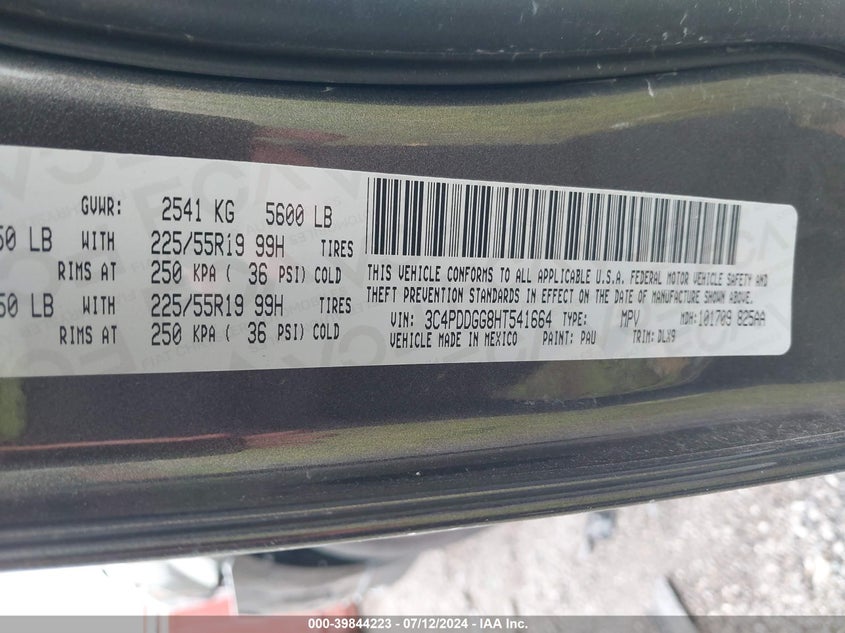 GVWR: 2541 KG 5600 LB
50 LB WITH 225/55R19 99H TIRES
RIMS AT 250 KPA ( 36 PSI) COLD
50 LB WITH 225/55R19 99H TIRES
RIMS AT 250 KPA ( 36 PSI) COLD
THIS VEHICLE CONFORMS TO ALL APPLICABLE U.S.A. FEDERAL MOTOR VEHICLE SAFETY AND
THEFT PREVENTION STANDARDS IN EFFECT ON THE DATE OF MANUFACTURE SHOWN ABOVE.
VIN: 3C4PDDGG8HT541664 TYPE: MPV MDH:101709 825AA
VEHICLE MADE IN MEXICO PAINT: PAU TRIM: DLX9
000-39844223 - 07/12/2024 - IAA Inc.